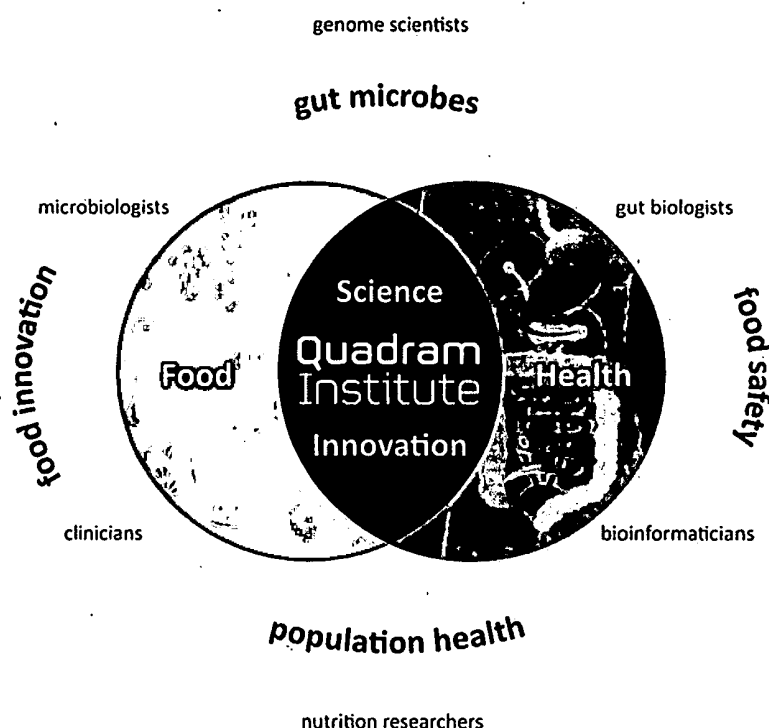 genome scientists
gut microbes
microbiologists
gut biologists
food innovation
food safety
Science
Quadram
Institute
Food
Health
Innovation
clinicians
bioinformaticians
population health
nutrition researchers